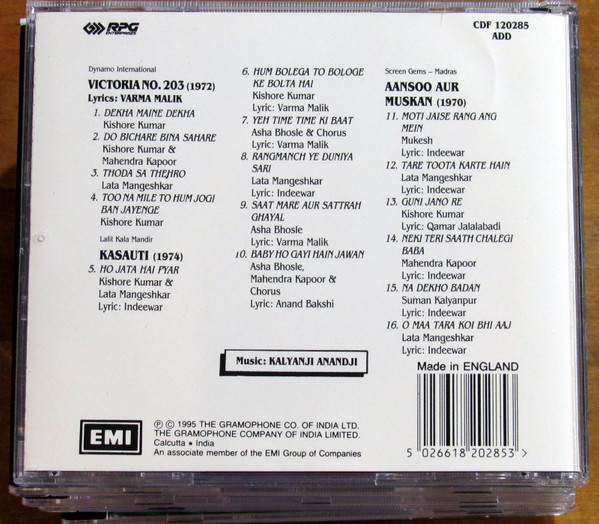 RPG
ENTERPRISES
CDF 120285
ADD
Dynamo International
VICTORIA NO. 203 (1972)
Lyrics: VARMA MALIK
1. DEKHA MAINE DEKHA
Kishore Kumar
2. DO BICHARE BINA SAHARE
Kishore Kumar &
Mahendra Kapoor
3. THODA SA THEHRO
Lata Mangeshkar
4. TOO NA MILE TO HUM JOGI
BAN JAYENGE
Kishore Kumar
Lalit Kala Mandir
KASAUTI (1974)
5. HO JATA HAI PYAR
Kishore Kumar &
Lata Mangeshkar
Lyric: Indeewar
6. HUM BOLEGA TO BOLOGE
KE BOLTA HAI
Kishore Kumar
Lyric: Varma Malik
7. YEH TIME TIME KI BAAT
Asha Bhosle & Chorus
Lyric: Varma Malik
8. RANGMANCH YE DUNIYA
SARI
Lata Mangeshkar
Lyric: Indeewar
9. SAAT MARE AUR SATTRAH
GHAYAL
Asha Bhosle
Lyric: Varma Malik
10. BABY HO GAYI HAIN JAWAN
Asha Bhosle,
Mahendra Kapoor &
Chorus
Lyric: Anand Bakshi
Screen Gems – Madras
AANSOO AUR
MUSKAN (1970)
11. MOTI JAISE RANG ANG
MEIN
Mukesh
Lyric: Indeewar
12. TARE TOOTA KARTE HAIN
Lata Mangeshkar
Lyric: Indeewar
13. GUNI JANO RE
Kishore Kumar
Lyric: Qamar Jalalabadi
14. NEKI TERI SAATH CHALEGI
BABA
Mahendra Kapoor
Lyric: Indeewar
15. NA DEKHO BADAN
Suman Kalyanpur
Lyric: Indeewar
16. O MAA TARA KOI BHI AAJ
Lata Mangeshkar
Lyric: Indeewar
Music: KALYANJI ANANDJI
Made in ENGLAND
EMI
Ⓟ © 1995 THE GRAMOPHONE CO. OF INDIA LTD.
THE GRAMOPHONE COMPANY OF INDIA LIMITED.
Calcutta • India
An associate member of the EMI Group of Companies
5 026618 202853 >